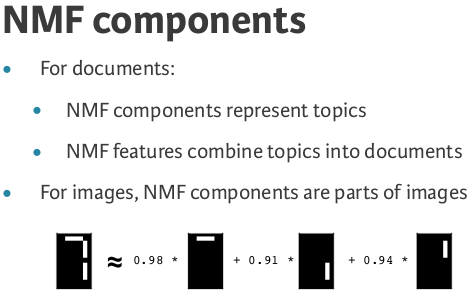 NMF components
• For documents:
• NMF components represent topics
• NMF features combine topics into documents
• For images, NMF components are parts of images
≈ 0.98 * + 0.91 * + 0.94 *